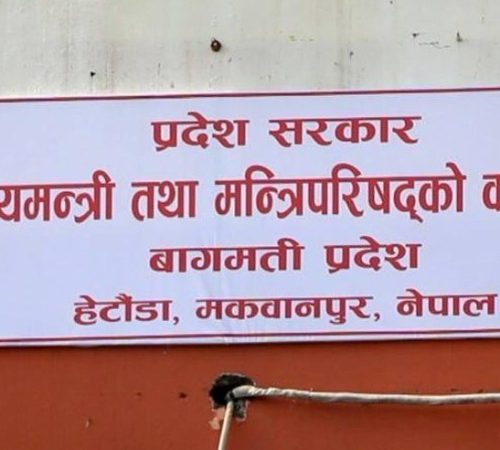 प्रदेश सरकार
यमन्त्री तथा मन्त्रिपरिषद्को
बागमती प्रदेश
हेटौंडा, मकवानपुर, नेपाल